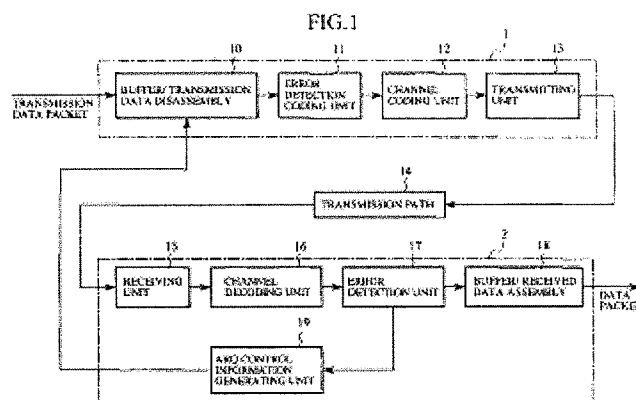 FIG.1
10
11
12
1
13
BUFFER/TRANSMISSION
DATA DISASSEMBLY
ERROR
DETECTION
CODING UNIT
CHANNEL
CODING UNIT
TRANSMITTING
UNIT
TRANSMISSION
DATA PACKET
14
TRANSMISSION PATH
15
16
17
2
18
RECEIVING
UNIT
CHANNEL
DECODING UNIT
ERROR
DETECTION UNIT
BUFFER/RECEIVED
DATA ASSEMBLY
DATA
PACKET
19
ARQ CONTROL
INFORMATION
GENERATING UNIT